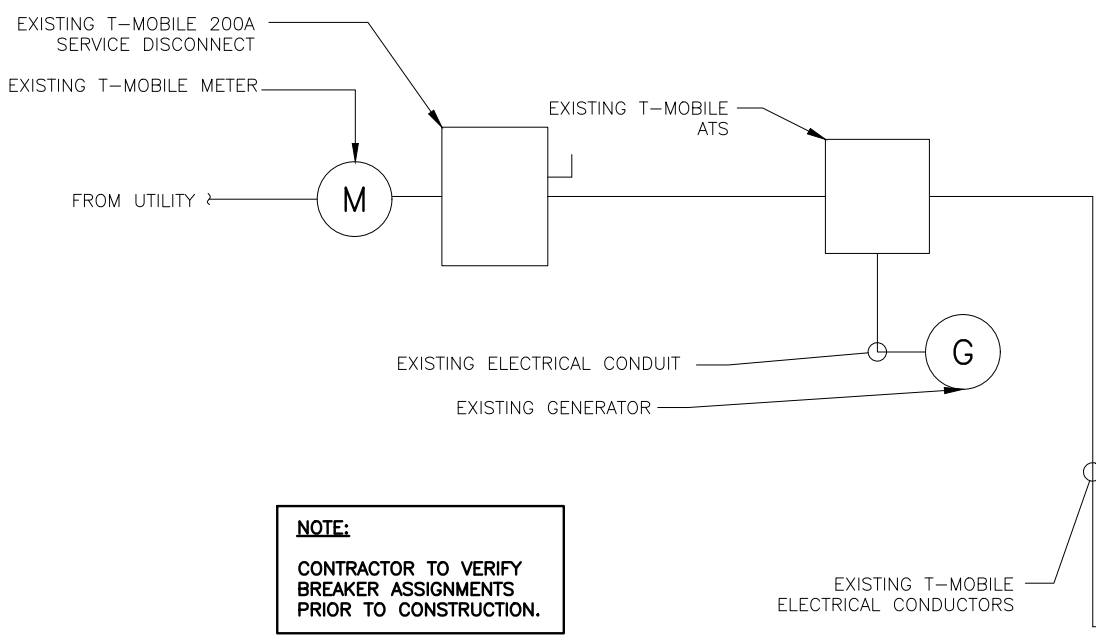 EXISTING T-MOBILE 200A
SERVICE DISCONNECT
EXISTING T-MOBILE METER
EXISTING T-MOBILE
ATS
FROM UTILITY
M
EXISTING ELECTRICAL CONDUIT
G
EXISTING GENERATOR
NOTE:
CONTRACTOR TO VERIFY
BREAKER ASSIGNMENTS
PRIOR TO CONSTRUCTION.
EXISTING T-MOBILE
ELECTRICAL CONDUCTORS